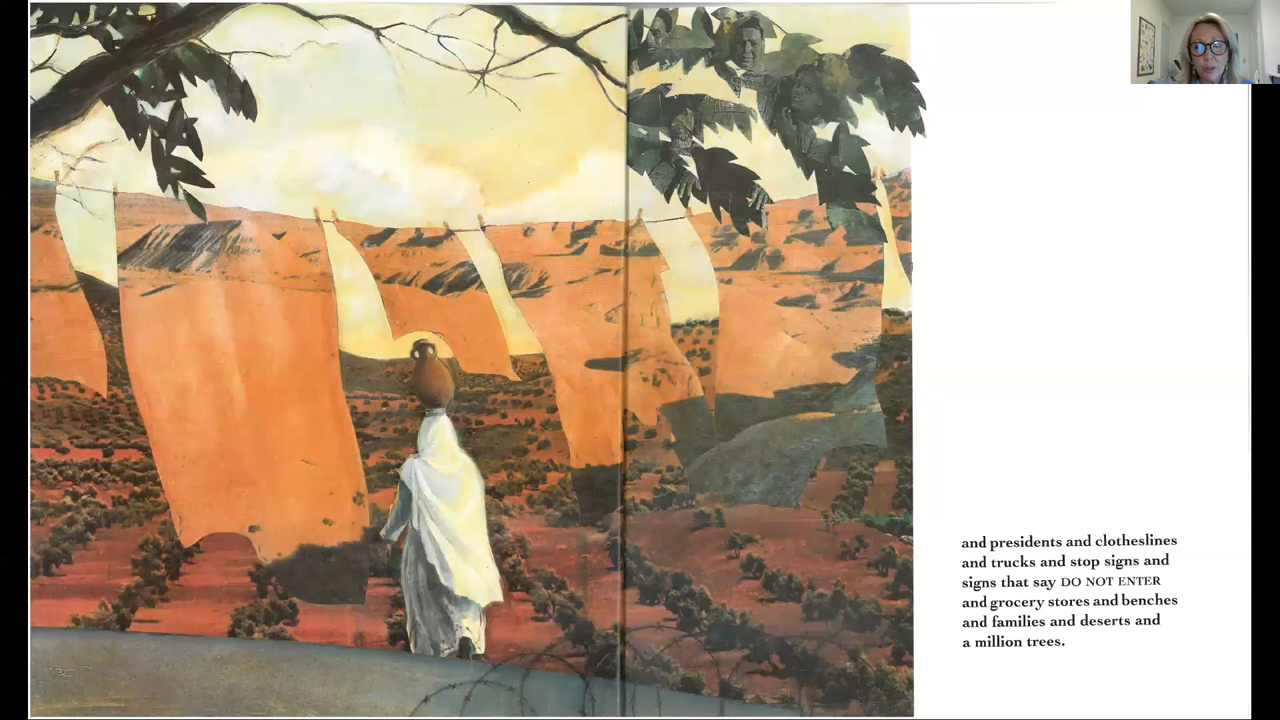 and presidents and clotheslines
and trucks and stop signs and
signs that say DO NOT ENTER
and grocery stores and benches
and families and deserts and
a million trees.